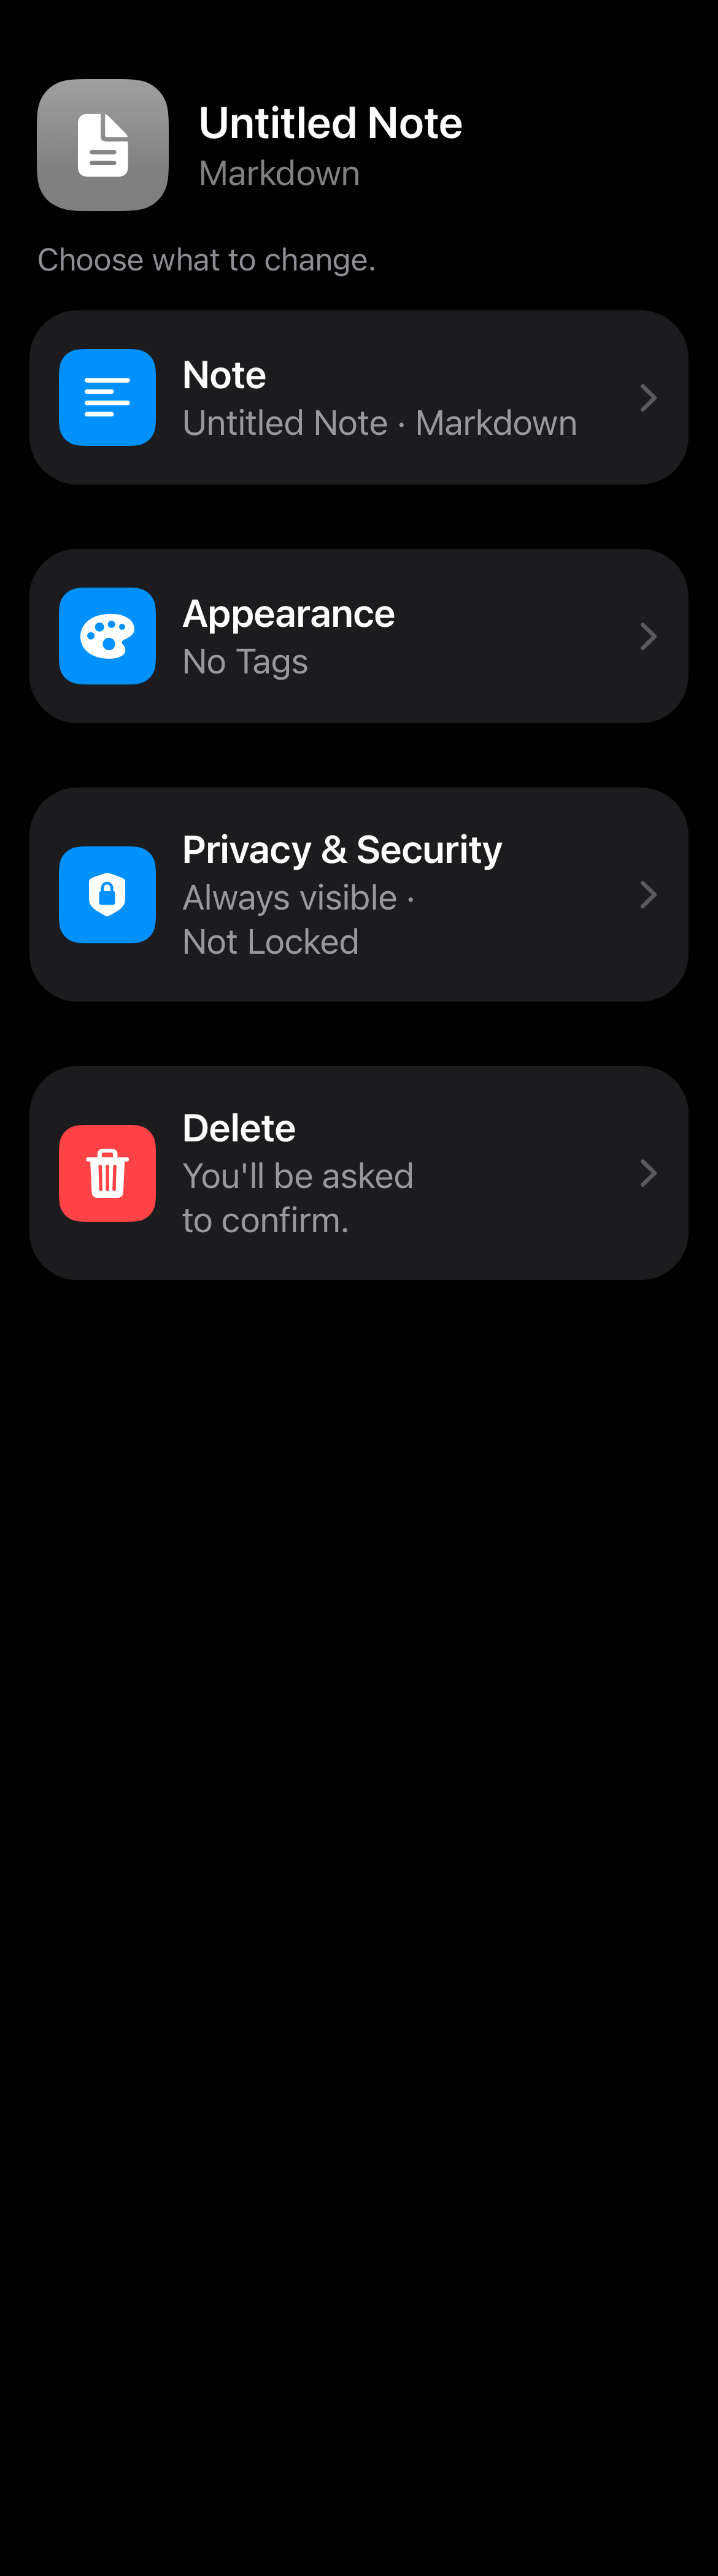 Untitled Note
Markdown
Choose what to change.
Note
Untitled Note · Markdown
Appearance
No Tags
Privacy & Security
Always visible ·
Not Locked
Delete
You'll be asked
to confirm.